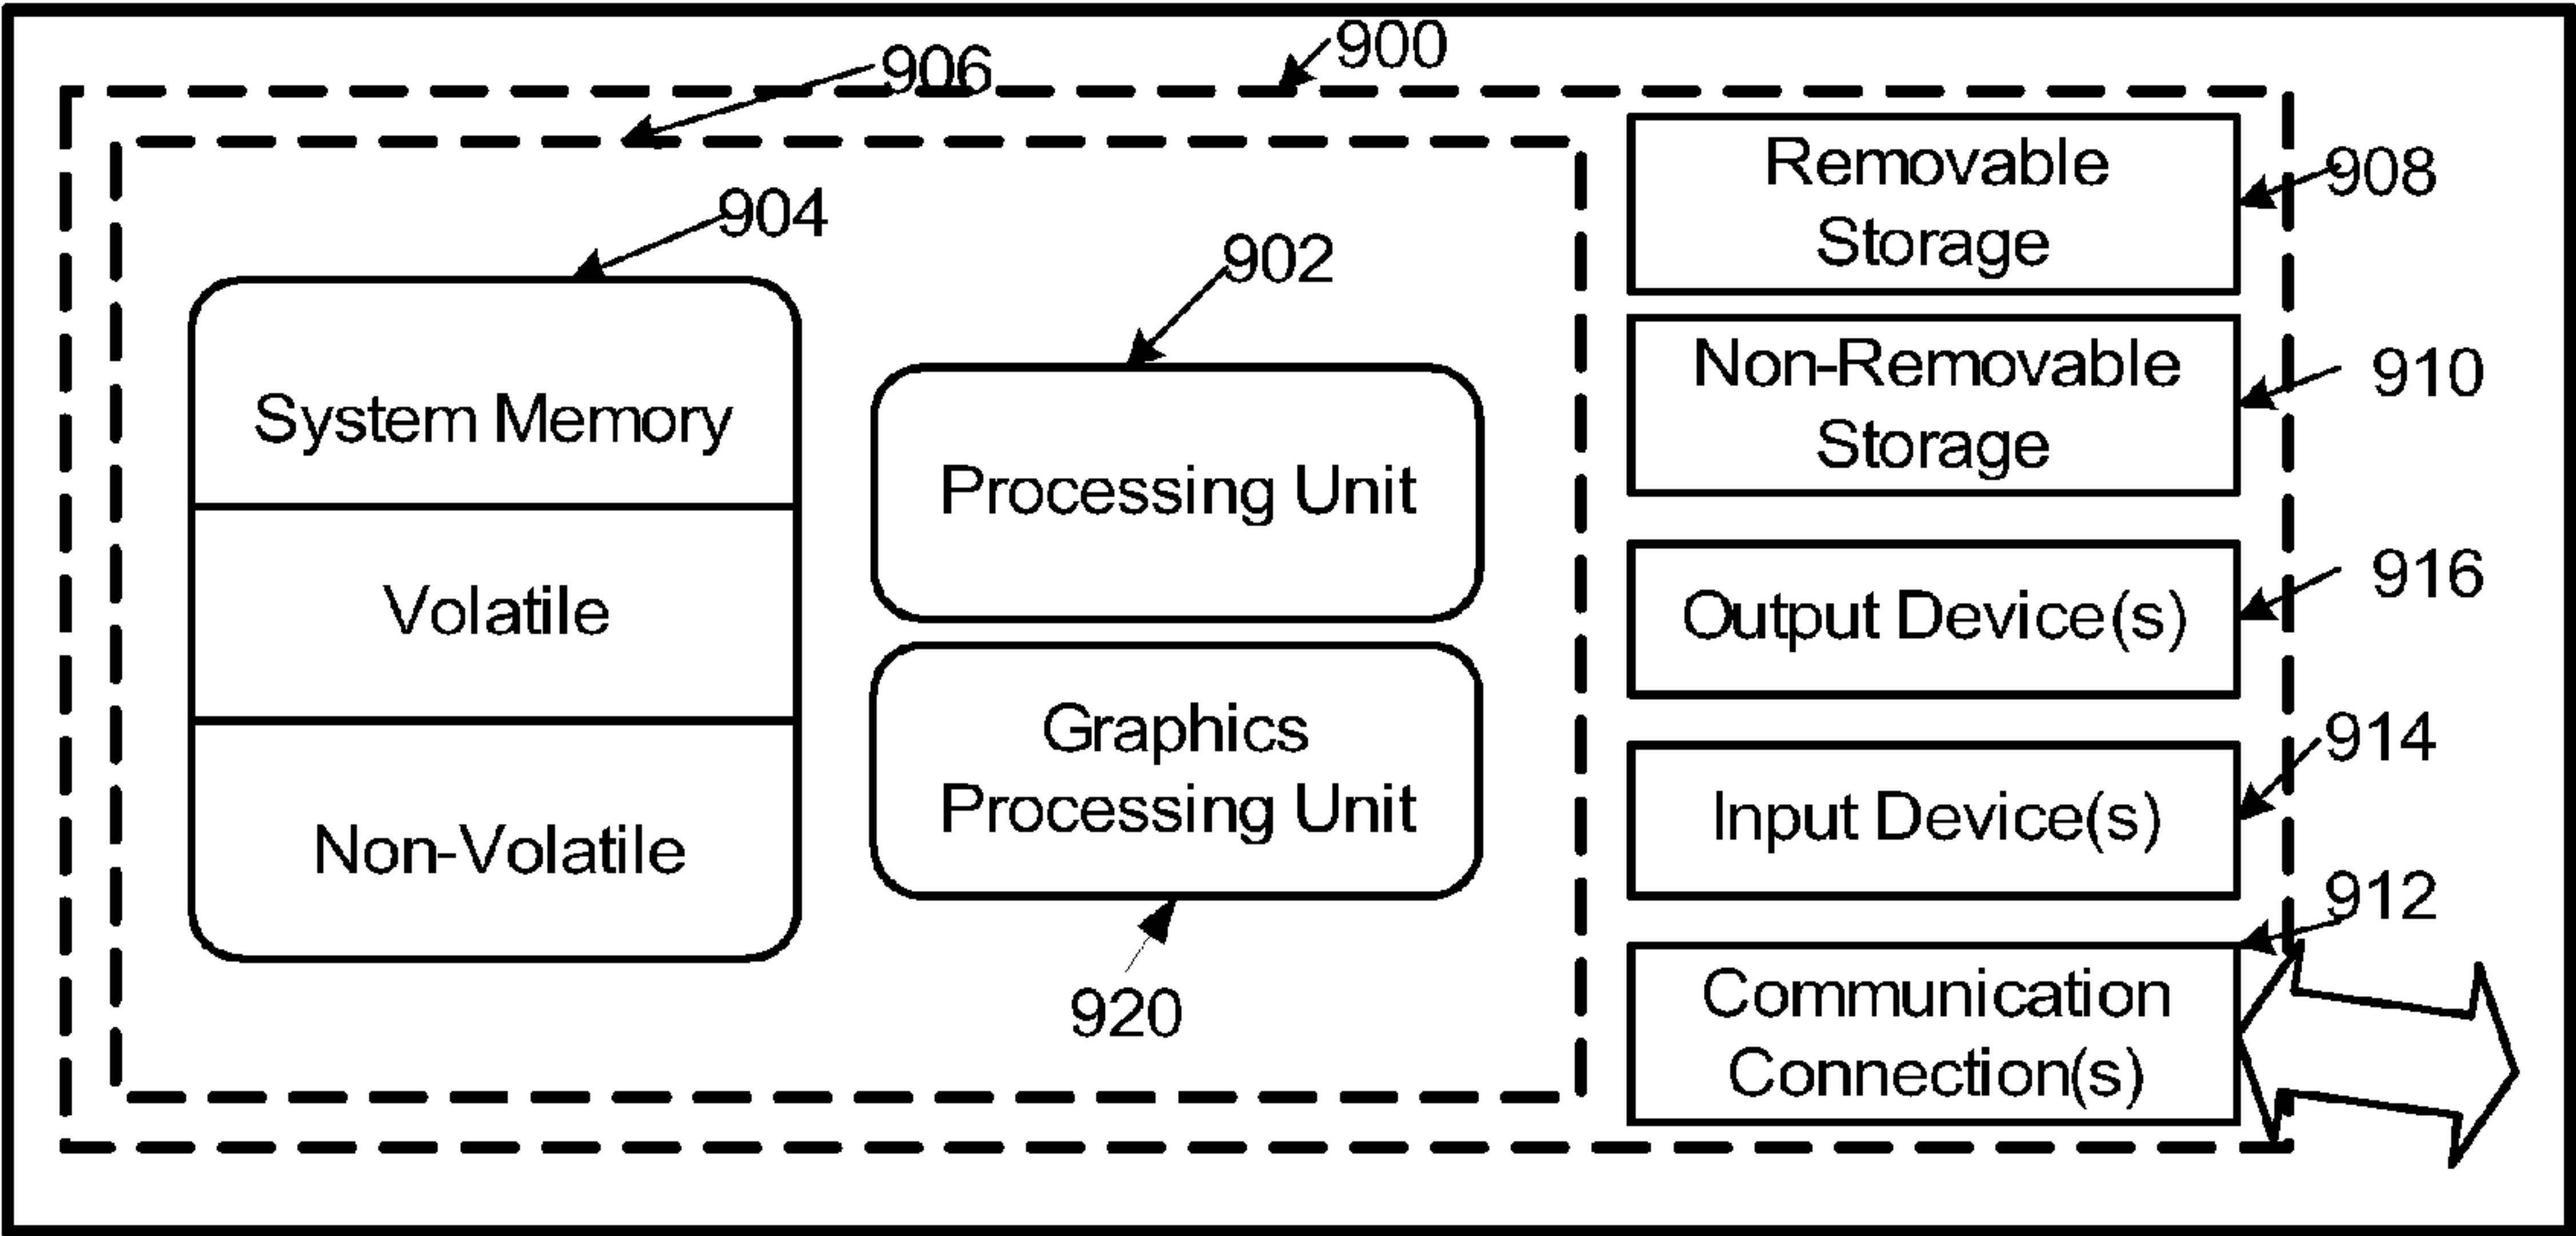 900
906
908
904
902
910
916
914
912
920
Removable
Storage
Non-Removable
Storage
System Memory
Processing Unit
Output Device(s)
Volatile
Graphics
Processing Unit
Input Device(s)
Non-Volatile
Communication
Connection(s)